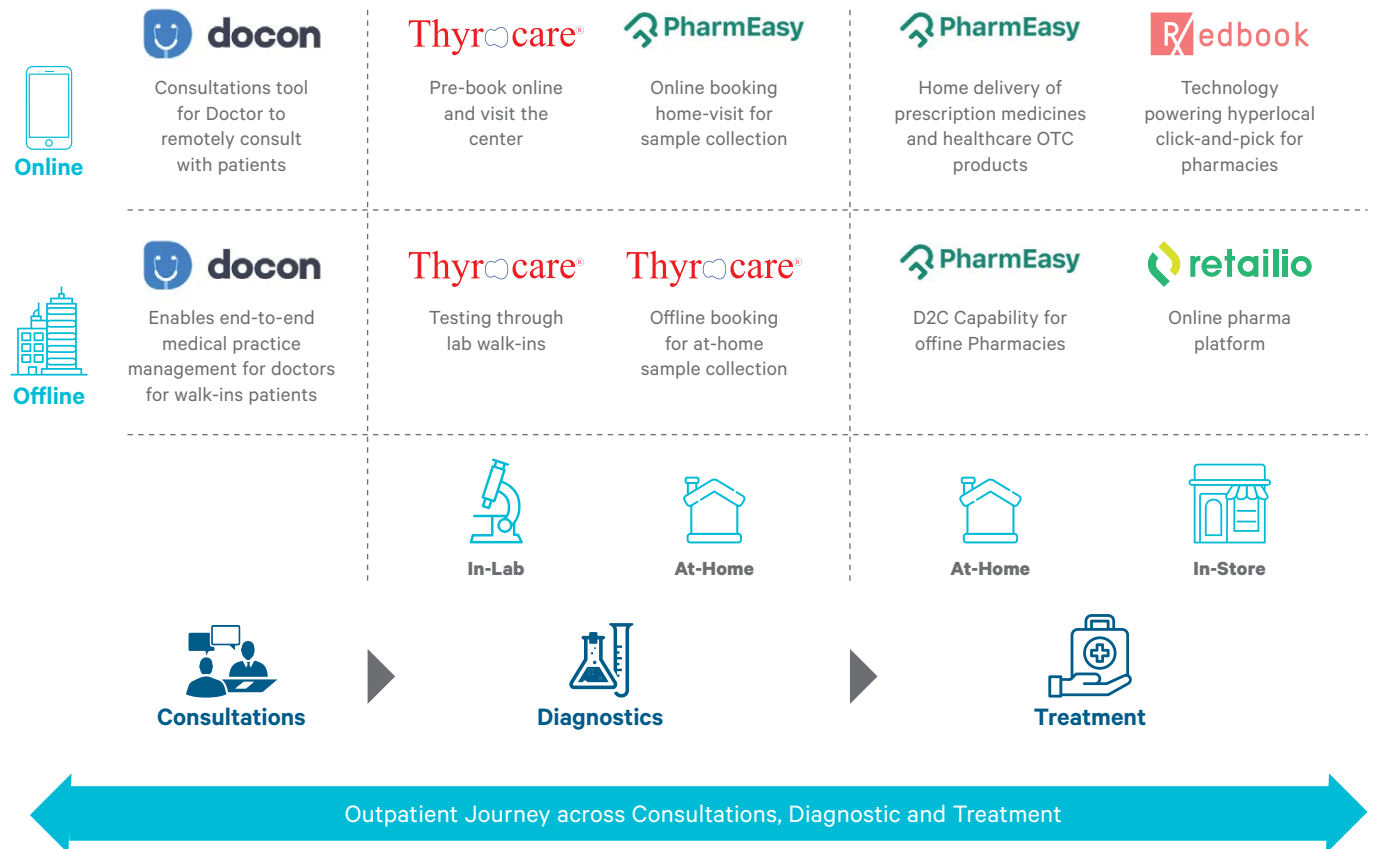 docon
Thyrocare®
PharmEasy
PharmEasy
Rx edbook
Online
Consultations tool
for Doctor to
remotely consult
with patients
Pre-book online
and visit the
center
Online booking
home-visit for
sample collection
Home delivery of
prescription medicines
and healthcare OTC
products
Technology
powering hyperlocal
click-and-pick for
pharmacies
docon
Thyrocare®
Thyrocare®
PharmEasy
retailio
Offline
Enables end-to-end
medical practice
management for doctors
for walk-ins patients
Testing through
lab walk-ins
Offline booking
for at-home
sample collection
D2C Capability for
offine Pharmacies
Online pharma
platform
In-Lab
At-Home
At-Home
In-Store
Consultations
Diagnostics
Treatment
Outpatient Journey across Consultations, Diagnostic and Treatment